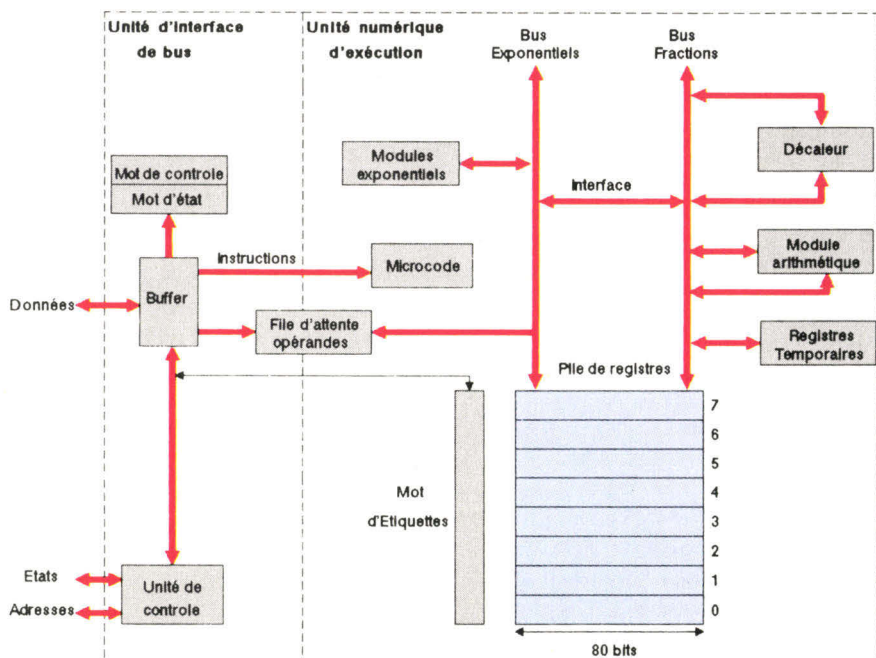 Unité d'interface
de bus
Unité numérique
d'exécution
Bus
Exponentiels
Bus
Fractions
Mot de controle
Mot d'état
Modules
exponentiels
Décaleur
Interface
Instructions
Microcode
Module
arithmétique
Données
Buffer
File d'attente
opérandes
Registres
Temporaires
Pile de registres
7
6
5
4
3
2
1
0
Mot
d'Etiquettes
Etats
Adresses
Unité de
controle
80 bits